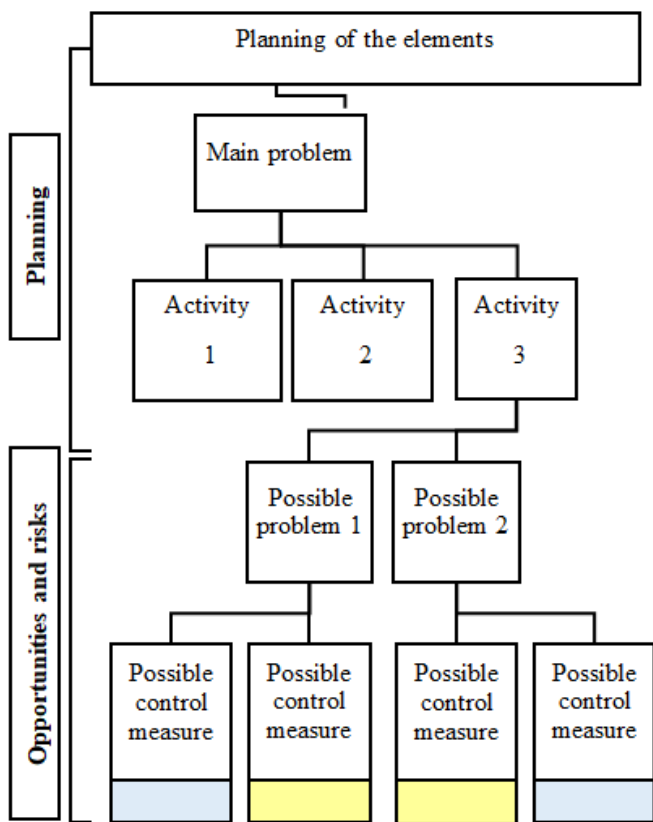 Planning of the elements
Planning
Main problem
Activity
1
Activity
2
Activity
3
Opportunities and risks
Possible
problem 1
Possible
problem 2
Possible
control
measure
Possible
control
measure
Possible
control
measure
Possible
control
measure